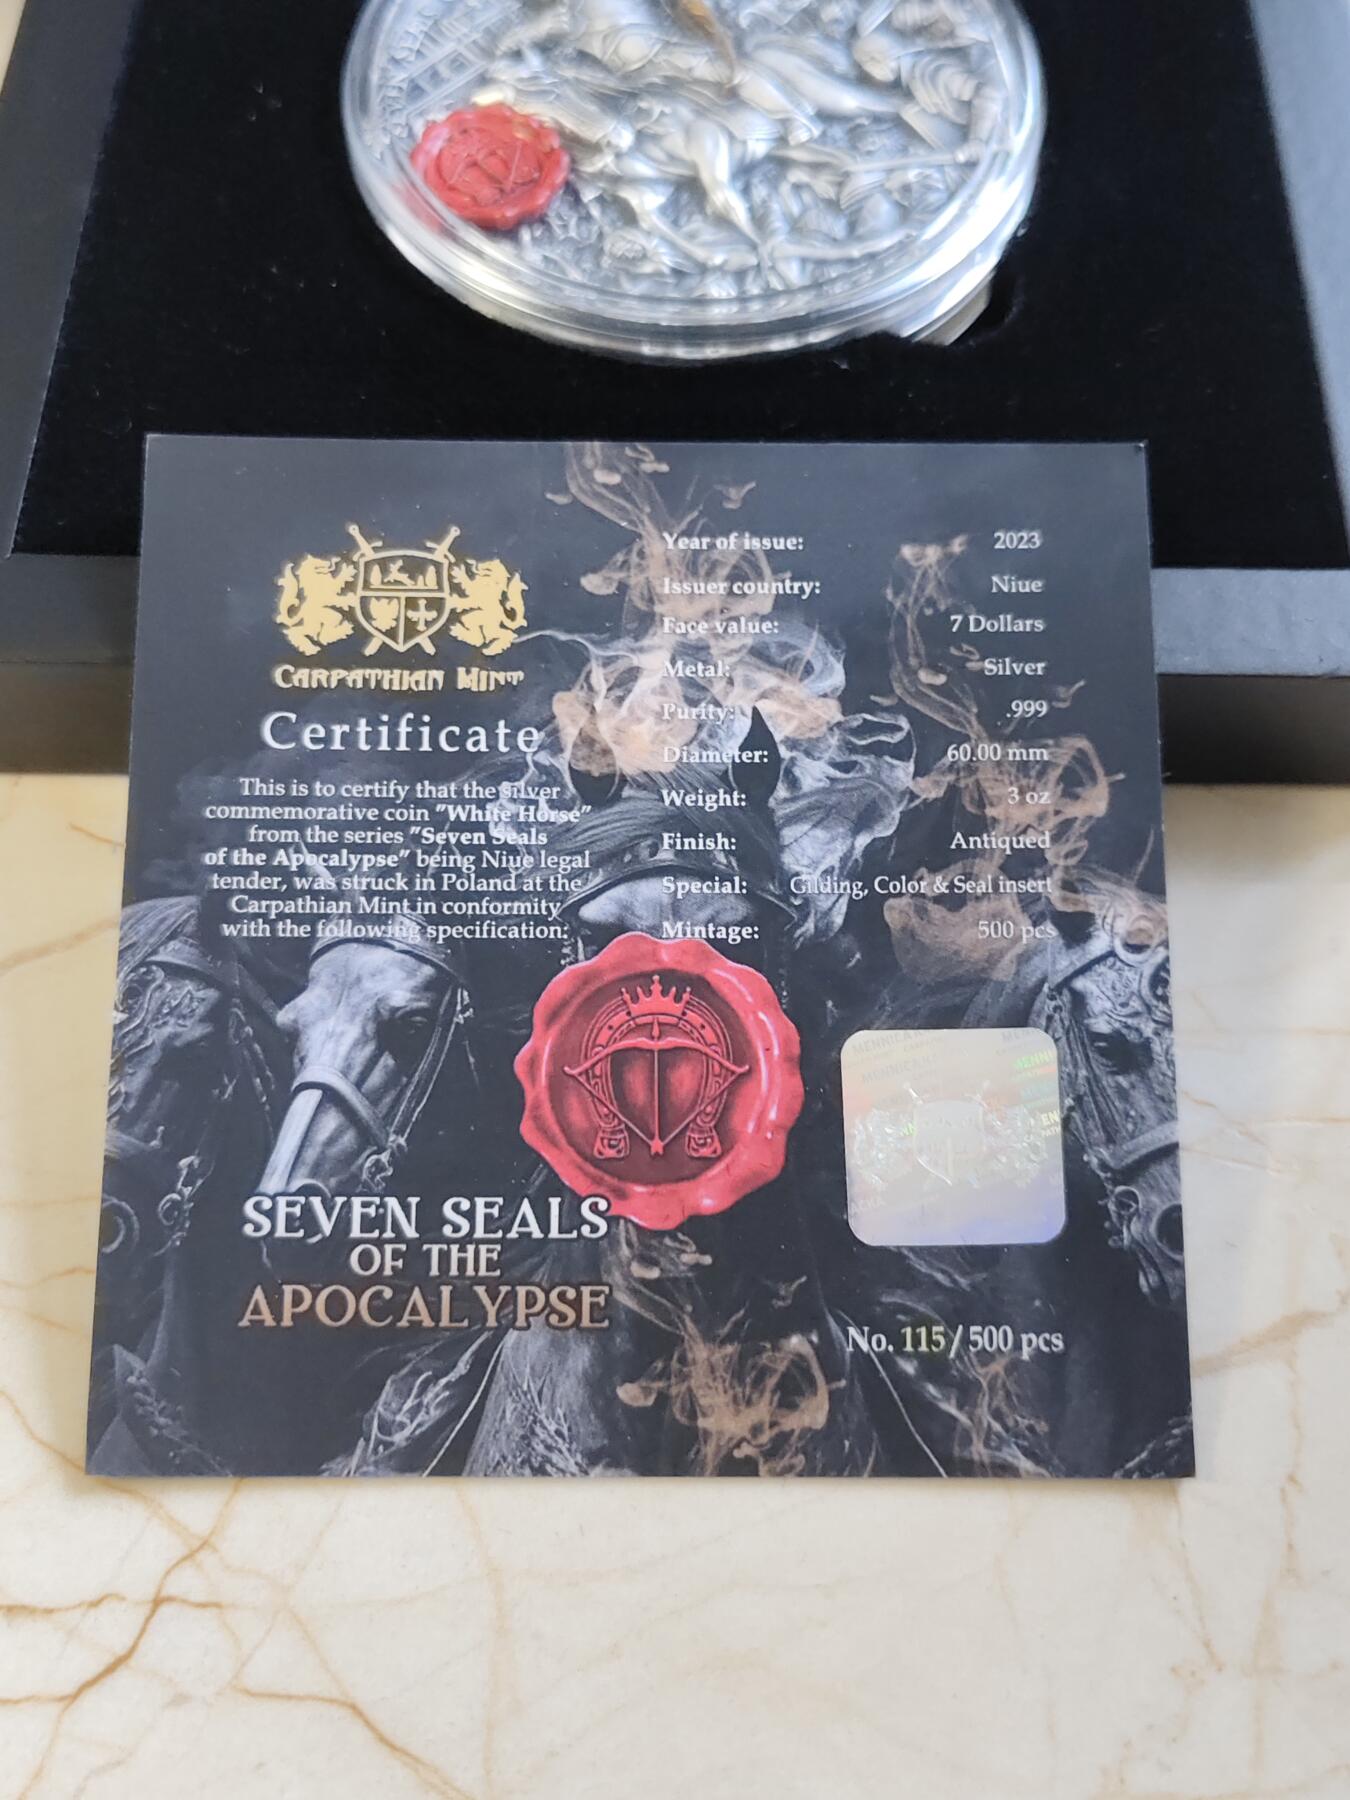 SEVEN SEALS
CARPATHIAN MINT
Certificate
This is to certify that the silver
commemorative coin "White Horse"
from the series "Seven Seals
of the Apocalypse" being Niue legal
tender, was struck in Poland at the
Carpathian Mint in conformity
with the following specification:
Year of issue: 2023
Issuer country: Niue
Face value: 7 Dollars
Metal: Silver
Purity: .999
Diameter: 60.00 mm
Weight: 3 oz
Finish: Antiqued
Special: Gilding, Color & Seal insert
Mintage: 500 pcs
SEVEN SEALS
OF THE
APOCALYPSE
No. 115 / 500 pcs